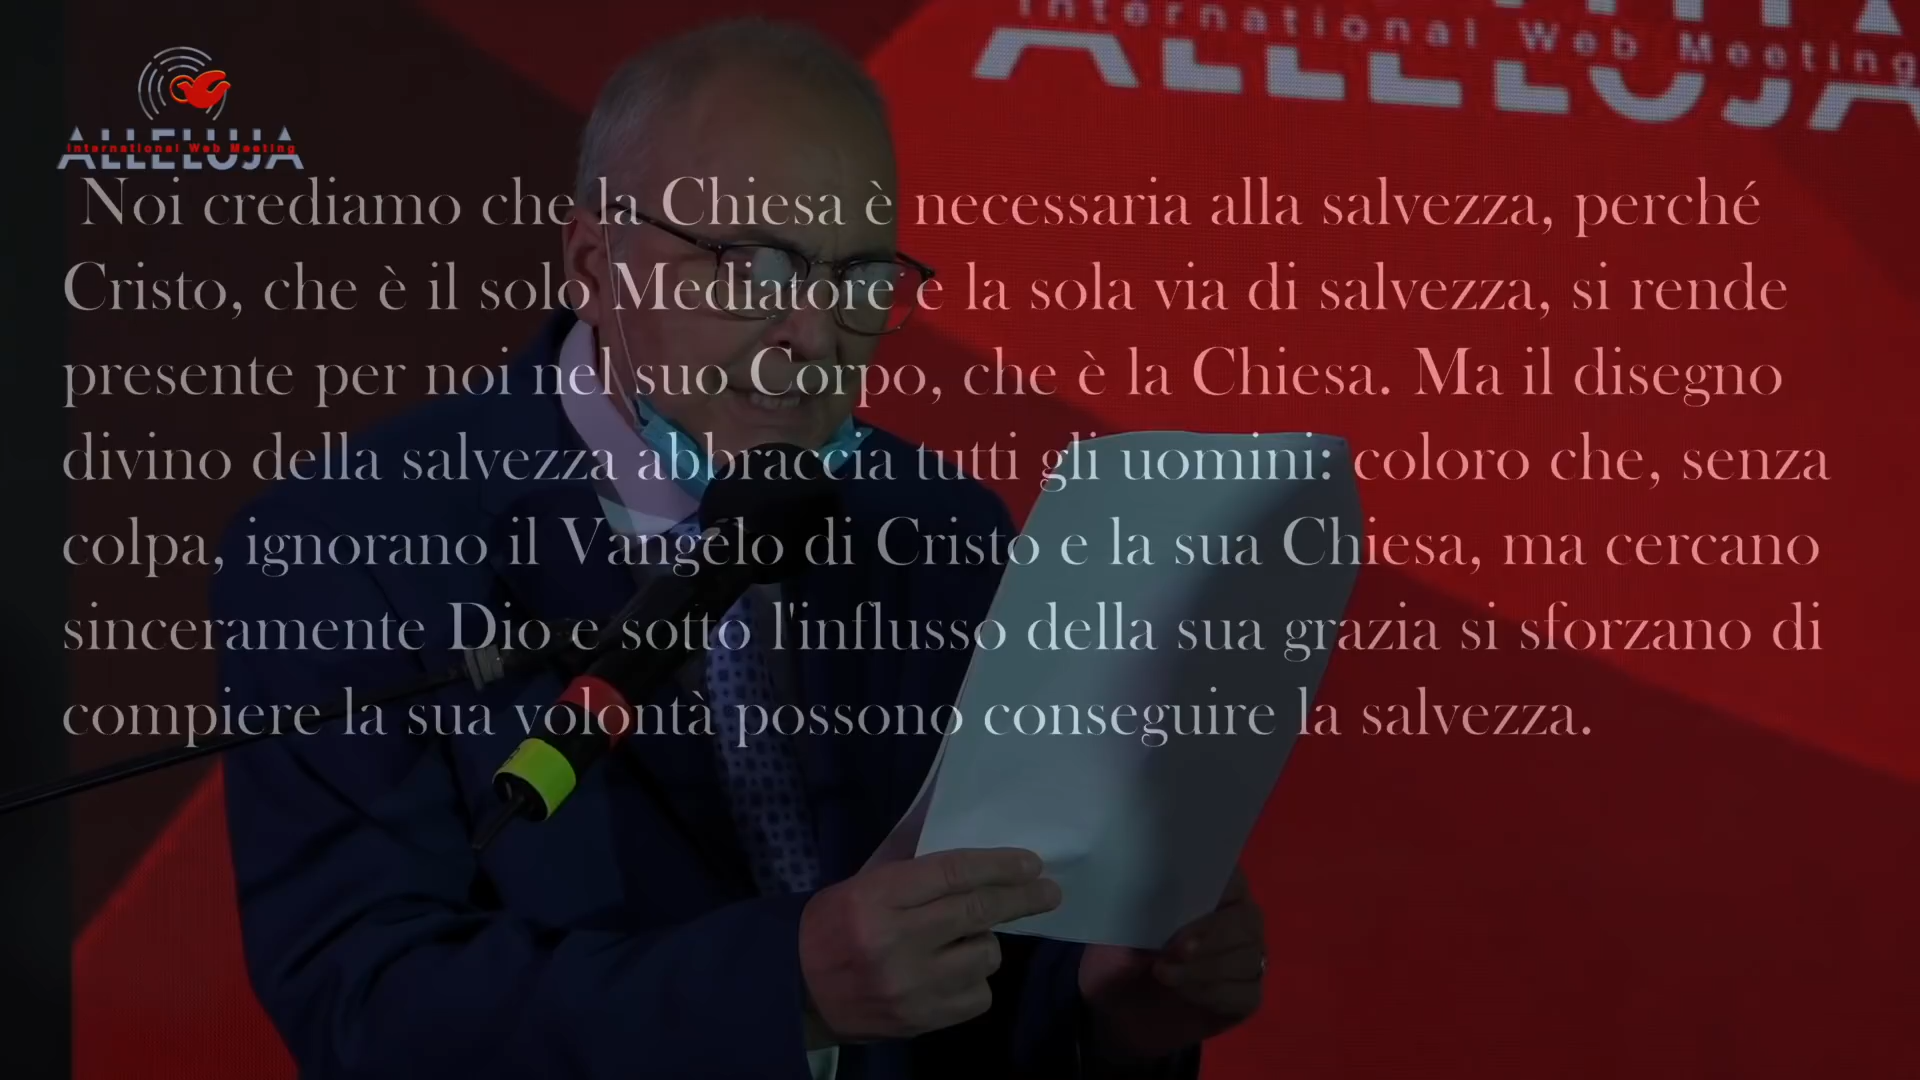 International Web Meeting
ALLELUJA
ALLELUJA
International Web Meeting
Noi crediamo che la Chiesa è necessaria alla salvezza, perché
Cristo, che è il solo Mediatore e la sola via di salvezza, si rende
presente per noi nel suo Corpo, che è la Chiesa. Ma il disegno
divino della salvezza abbraccia tutti gli uomini: coloro che, senza
colpa, ignorano il Vangelo di Cristo e la sua Chiesa, ma cercano
sinceramente Dio e sotto l'influsso della sua grazia si sforzano di
compiere la sua volontà possono conseguire la salvezza.